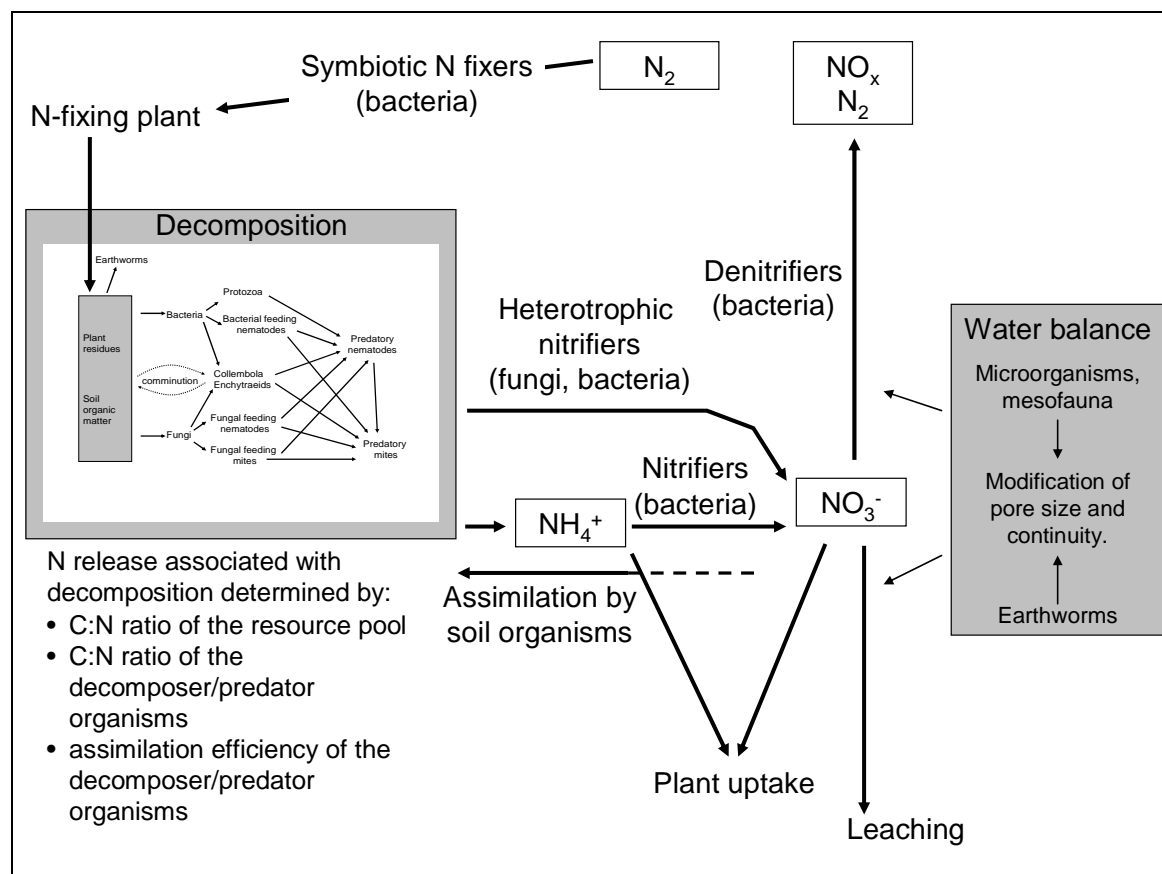 Symbiotic N fixers
(bacteria)
N₂
NOₓ
N₂
N-fixing plant
Decomposition
Earthworms
Plant
residues
Soil
organic
matter
comminution
Bacteria
Fungi
Protozoa
Bacterial feeding
nematodes
Collembola
Enchytraeids
Fungal feeding
nematodes
Fungal feeding
mites
Predatory
nematodes
Predatory
mites
Heterotrophic
nitrifiers
(fungi, bacteria)
Denitrifiers
(bacteria)
Water balance
Microorganisms,
mesofauna
Modification of
pore size and
continuity.
Earthworms
NH₄⁺
Nitrifiers
(bacteria)
NO₃⁻
Assimilation by
soil organisms
N release associated with
decomposition determined by:
• C:N ratio of the resource pool
• C:N ratio of the
decomposer/predator
organisms
• assimilation efficiency of the
decomposer/predator
organisms
Plant uptake
Leaching